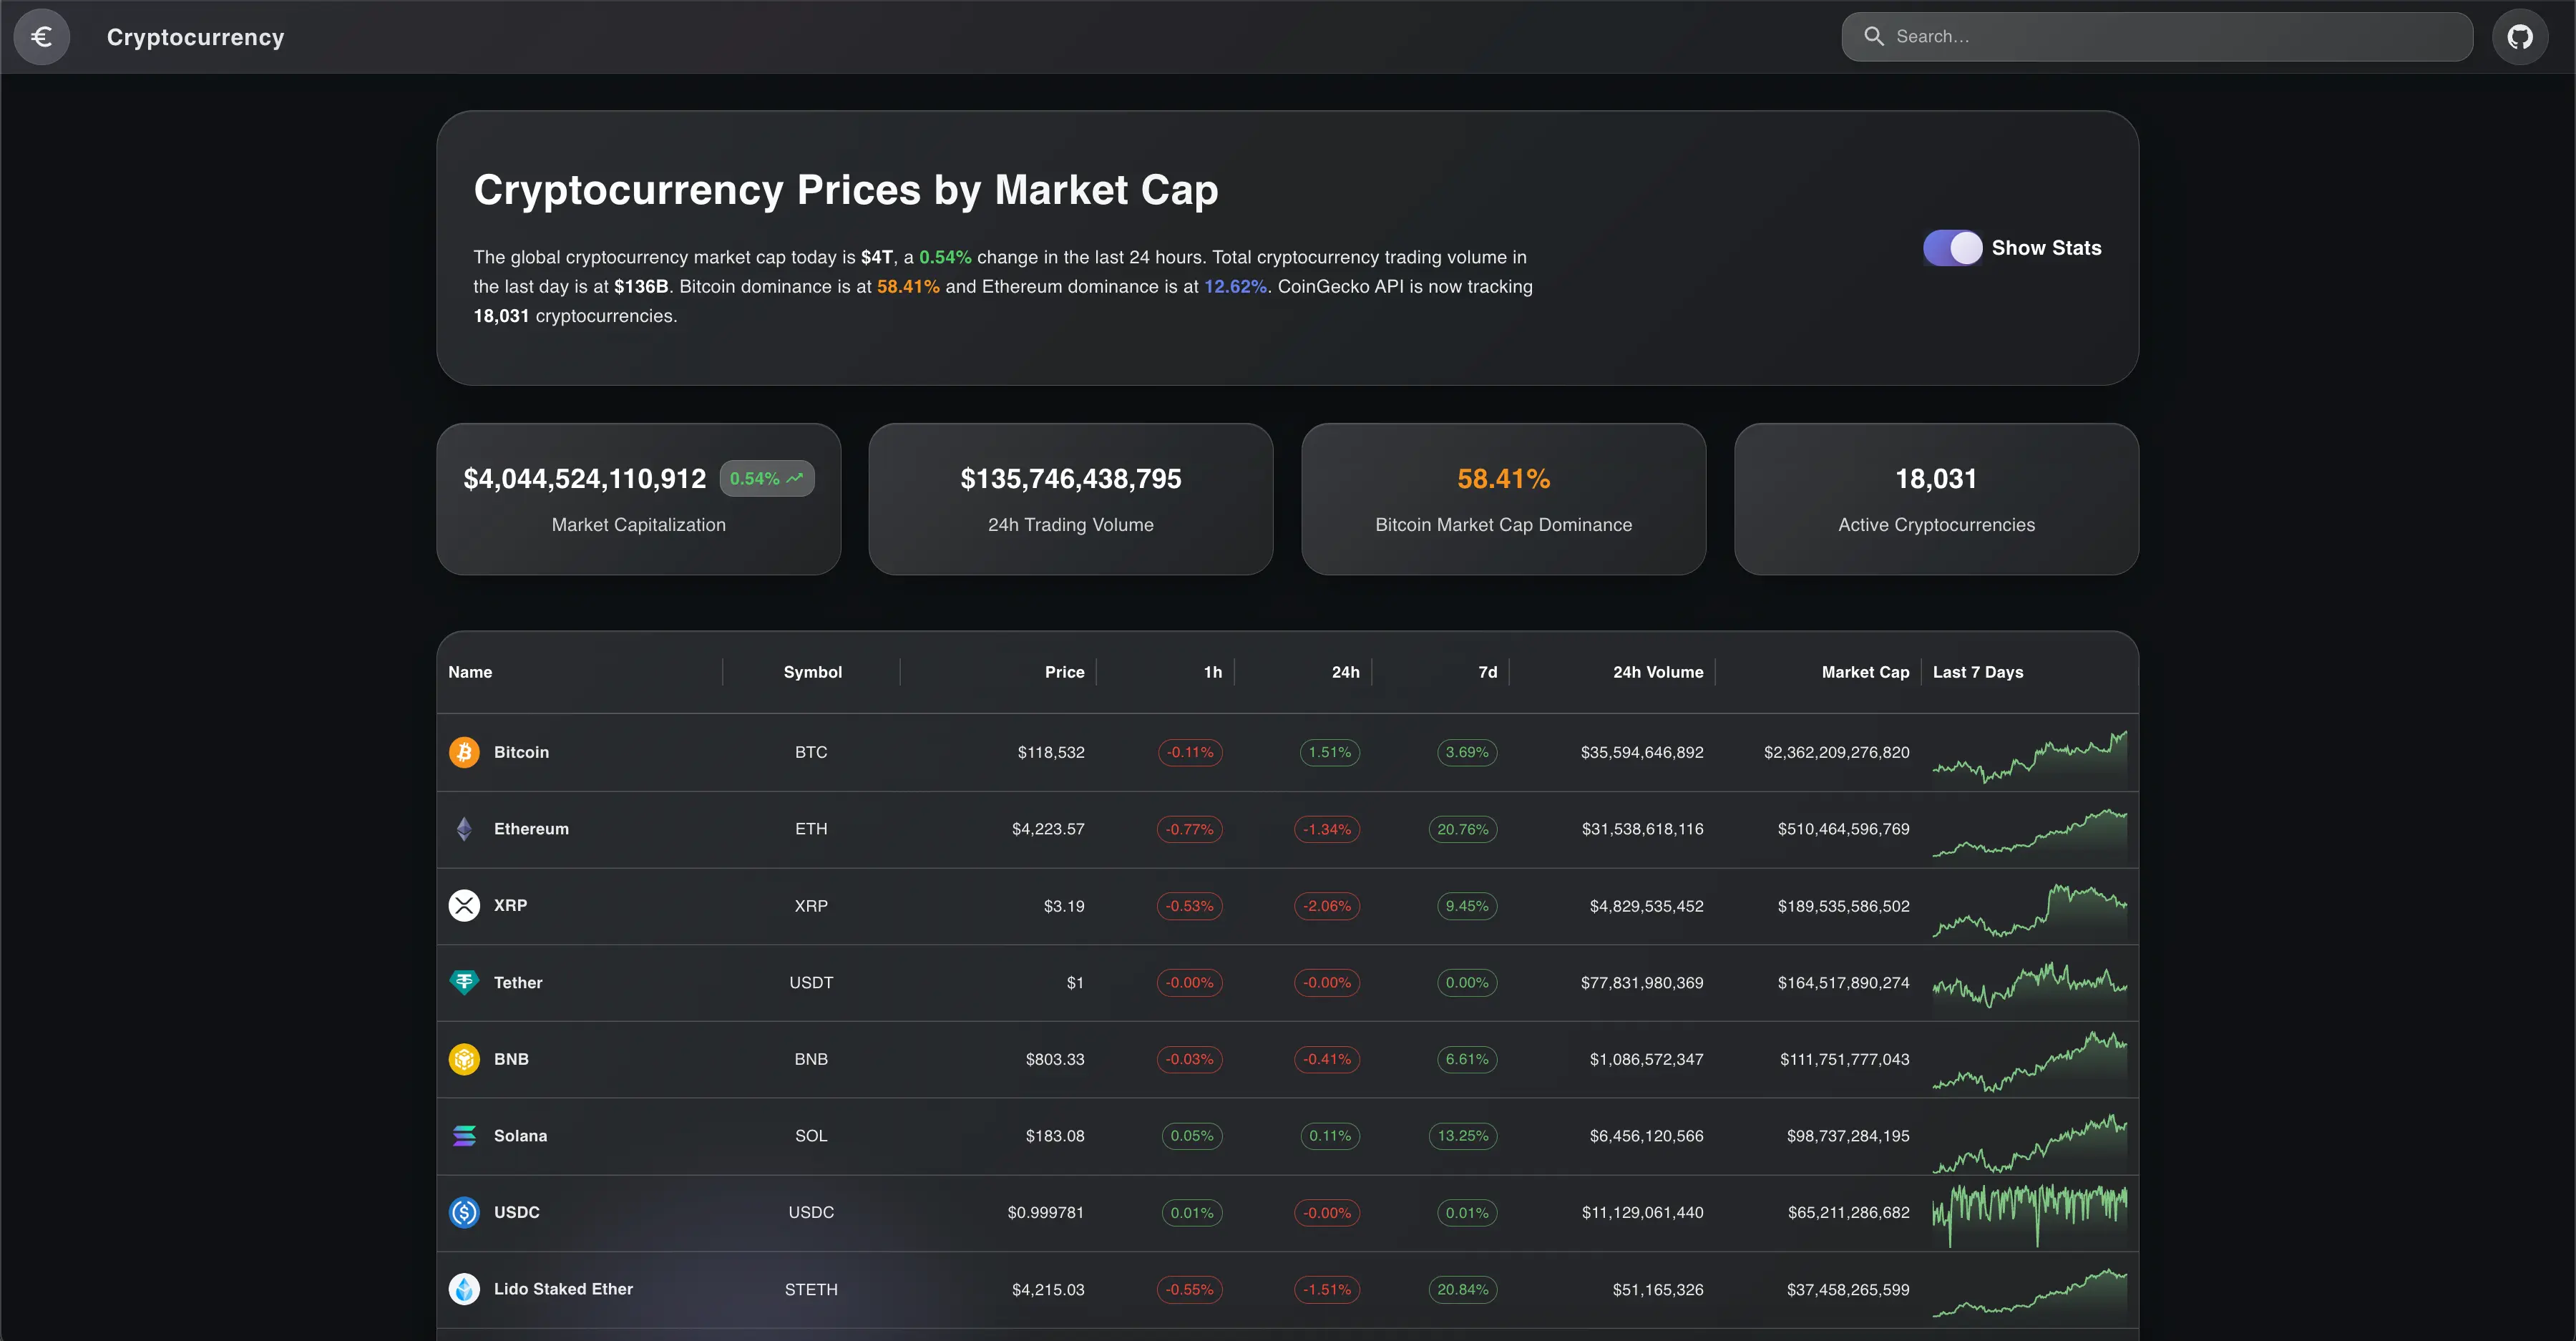 Cryptocurrency
Search...
Cryptocurrency Prices by Market Cap
The global cryptocurrency market cap today is $4T, a 0.54% change in the last 24 hours. Total cryptocurrency trading volume in
the last day is at $136B. Bitcoin dominance is at 58.41% and Ethereum dominance is at 12.62%. CoinGecko API is now tracking
18,031 cryptocurrencies.
Show Stats
$4,044,524,110,912 0.54%
Market Capitalization
$135,746,438,795
24h Trading Volume
58.41%
Bitcoin Market Cap Dominance
18,031
Active Cryptocurrencies
Name Symbol Price 1h 24h 7d 24h Volume Market Cap Last 7 Days
Bitcoin BTC $118,532 -0.11% 1.51% 3.69% $35,594,646,892 $2,362,209,276,820
Ethereum ETH $4,223.57 -0.77% -1.34% 20.76% $31,538,618,116 $510,464,596,769
XRP XRP $3.19 -0.53% -2.06% 9.45% $4,829,535,452 $189,535,586,502
Tether USDT $1 -0.00% -0.00% 0.00% $77,831,980,369 $164,517,890,274
BNB BNB $803.33 -0.03% -0.41% 6.61% $1,086,572,347 $111,751,777,043
Solana SOL $183.08 0.05% 0.11% 13.25% $6,456,120,566 $98,737,284,195
USDC USDC $0.999781 0.01% -0.00% 0.01% $11,129,061,440 $65,211,286,682
Lido Staked Ether STETH $4,215.03 -0.55% -1.51% 20.84% $51,165,326 $37,458,265,599